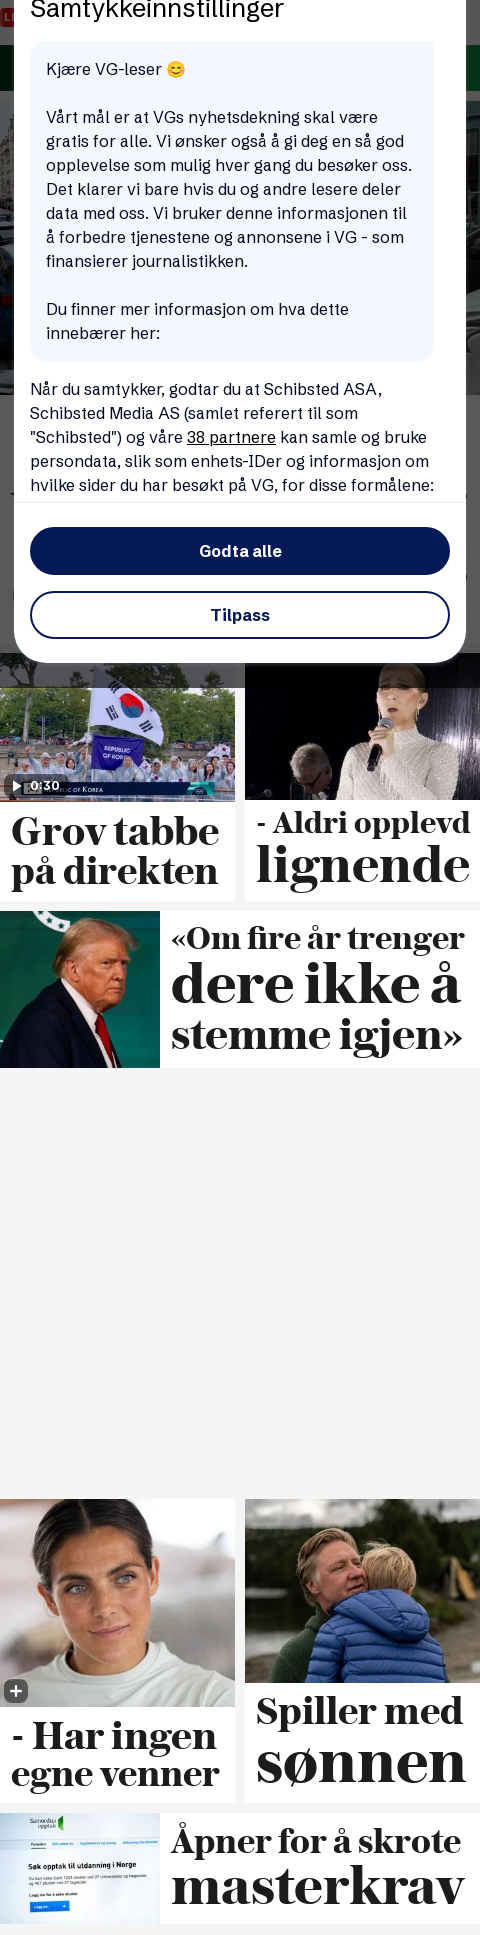 Samtykkeinnstillinger
Kjære VG-leser 😊
Vårt mål er at VGs nyhetsdekning skal være
gratis for alle. Vi ønsker også å gi deg en så god
opplevelse som mulig hver gang du besøker oss.
Det klarer vi bare hvis du og andre lesere deler
data med oss. Vi bruker denne informasjonen til
å forbedre tjenestene og annonsene i VG - som
finansierer journalistikken.
Du finner mer informasjon om hva dette
innebærer her:
Når du samtykker, godtar du at Schibsted ASA,
Schibsted Media AS (samlet referert til som
"Schibsted") og våre 38 partnere kan samle og bruke
persondata, slik som enhets-IDer og informasjon om
hvilke sider du har besøkt på VG, for disse formålene:
Godta alle
Tilpass
REPUBLIC
OF KOREA
0:30
Grov tabbe
på direkten
- Aldri opplevd
lignende
«Om fire år trenger
dere ikke å
stemme igjen»
- Har ingen
egne venner
Spiller med
sønnen
Samordna
opptak
Søk opptak til utdanning i Norge
Logg inn for å søke studier
Åpner for å skrote
masterkrav